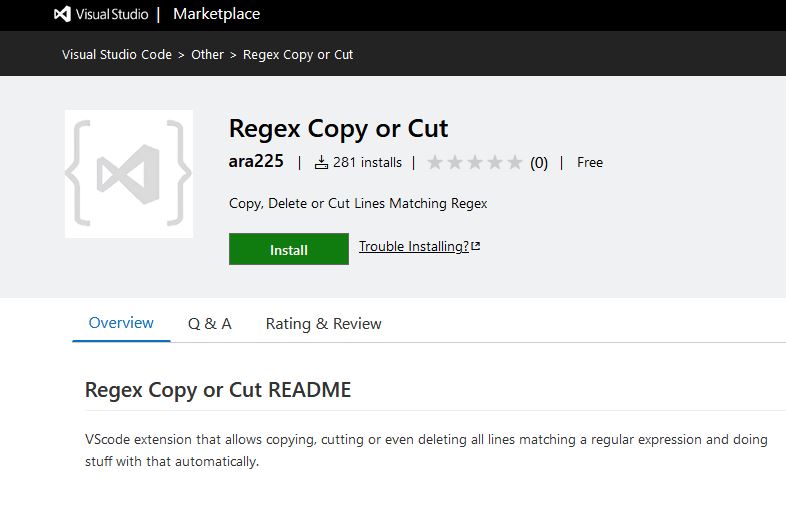 Visual Studio | Marketplace
Visual Studio Code > Other > Regex Copy or Cut
Regex Copy or Cut
ara225 | 281 installs | (0) | Free
Copy, Delete or Cut Lines Matching Regex
Install Trouble Installing?
Overview Q & A Rating & Review
Regex Copy or Cut README
VScode extension that allows copying, cutting or even deleting all lines matching a regular expression and doing
stuff with that automatically.